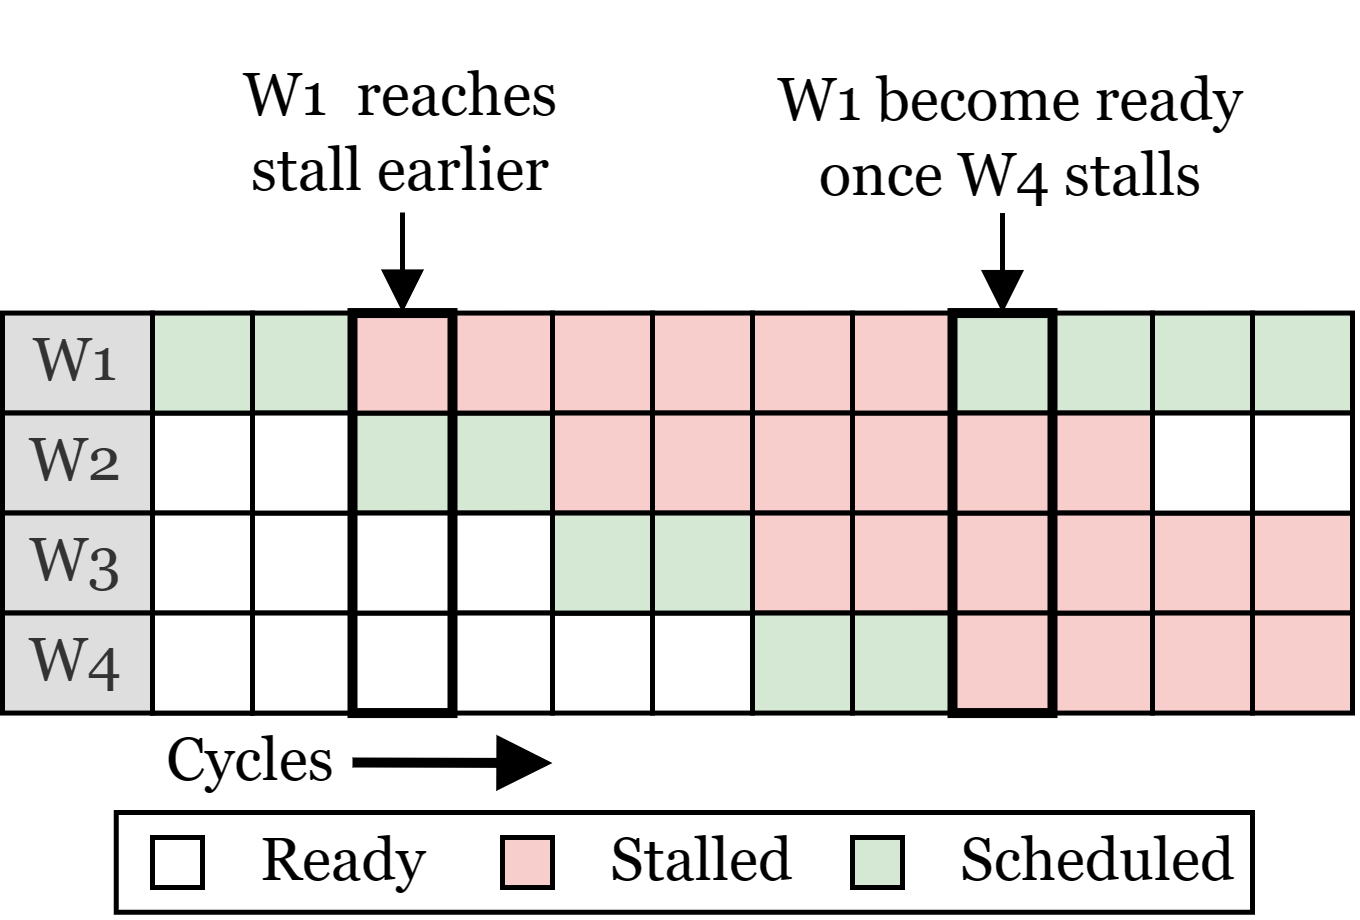 W1 reaches
stall earlier
W1 become ready
once W4 stalls
W1
W2
W3
W4
Cycles
Ready
Stalled
Scheduled